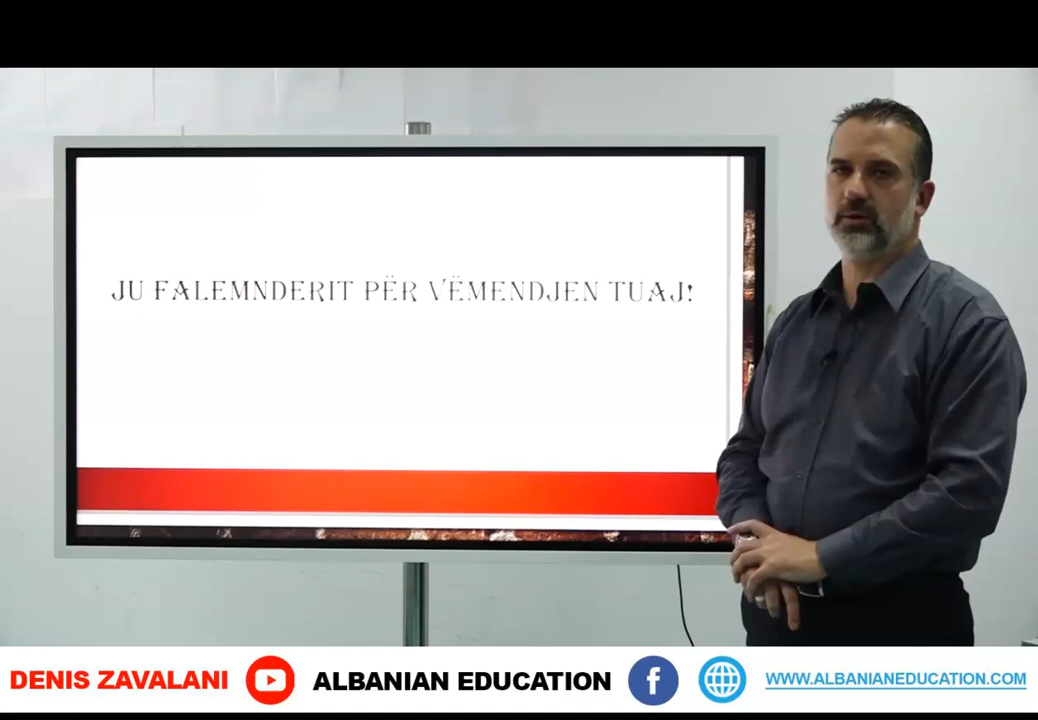 JU FALEMNDERIT PËR VËMENDJEN TUAJ!
DENIS ZAVALANI ALBANIAN EDUCATION WWW.ALBANIANEDUCATION.COM